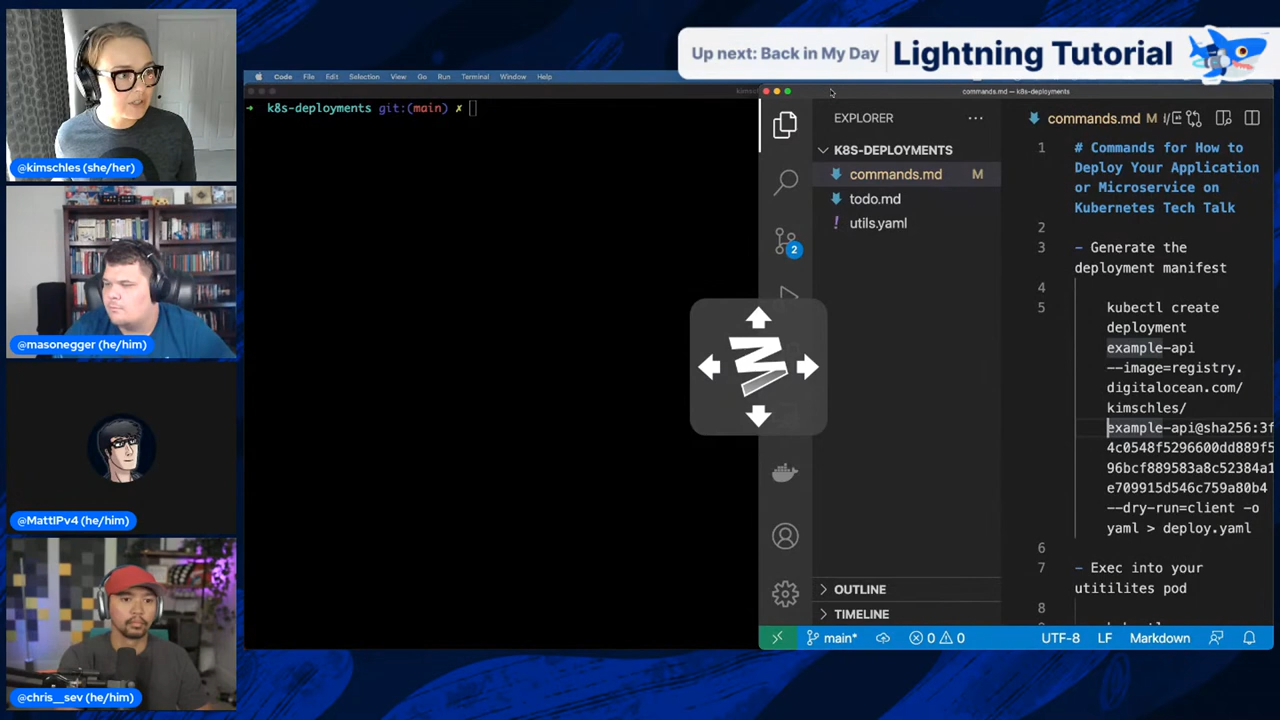 Up next: Back in My Day
Lightning Tutorial
@kimschles (she/her)
@masonegger (he/him)
@MattIPv4 (he/him)
@chris__sev (he/him)
Code File Edit Selection View Go Run Terminal Window Help
→ k8s-deployments git:(main) ✗
commands.md — k8s-deployments
EXPLORER ...
K8S-DEPLOYMENTS
commands.md M
todo.md
! utils.yaml
2
OUTLINE
TIMELINE
commands.md M
1 # Commands for How to
Deploy Your Application
or Microservice on
Kubernetes Tech Talk
2
3 - Generate the
deployment manifest
4
5 kubectl create
deployment
example-api
--image=registry.
digitalocean.com/
kimschles/
example-api@sha256:3f
4c0548f5296600dd889f5
96bcf889583a8c52384a1
e709915d546c759a80b4
--dry-run=client -o
yaml > deploy.yaml
6
7 - Exec into your
utitilites pod
8
main* 0 0 UTF-8 LF Markdown